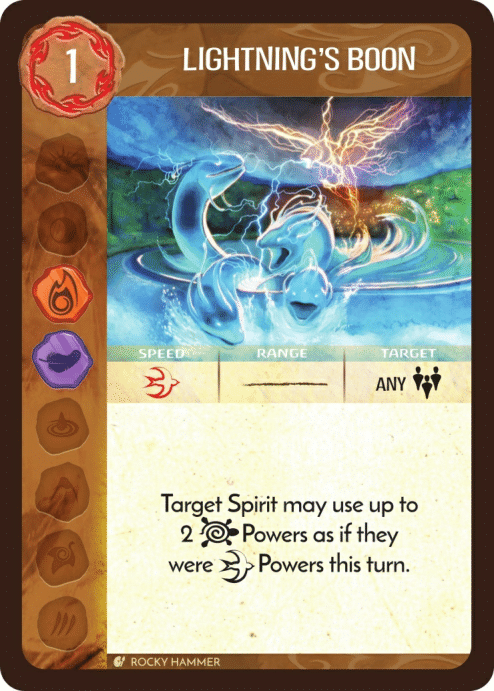 1
LIGHTNING'S BOON
SPEED
RANGE
TARGET
ANY
Target Spirit may use up to
2 Powers as if they
were Powers this turn.
ROCKY HAMMER